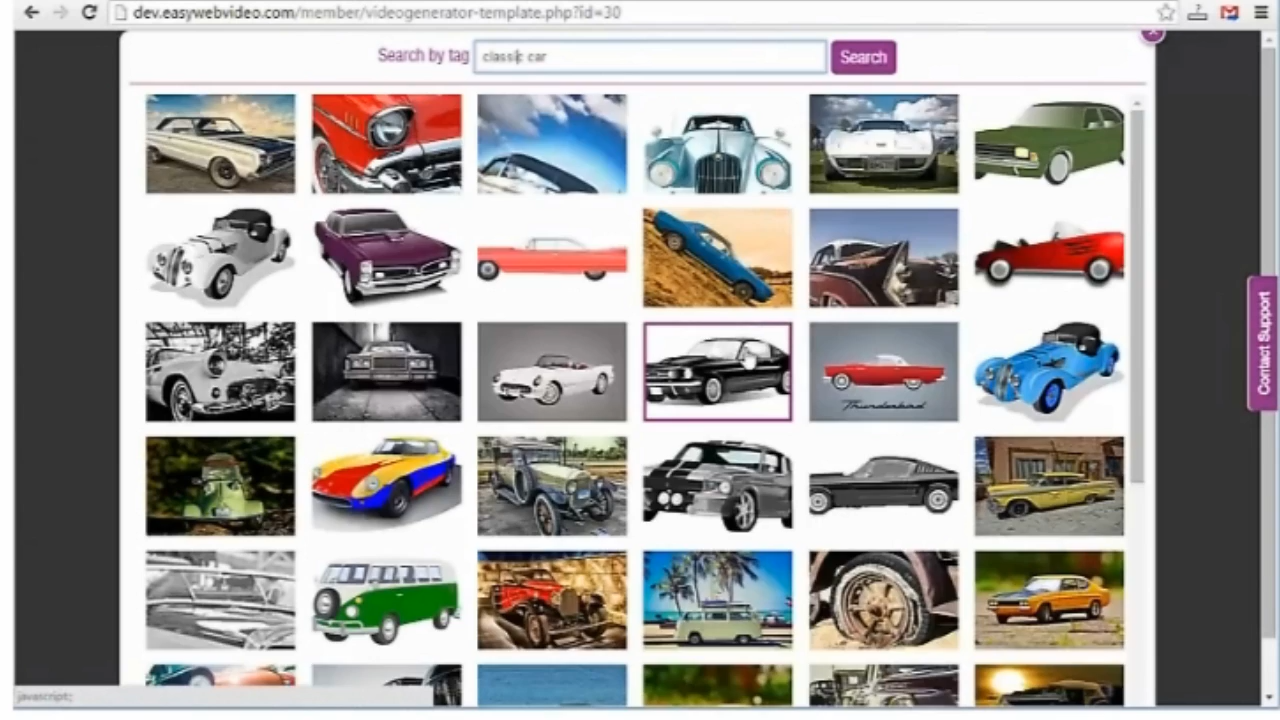 dev.easywebvideo.com/member/videogenerator-template.php?id=30
Search by tag classic car Search
Thunderbird
Contact Support
javascript: